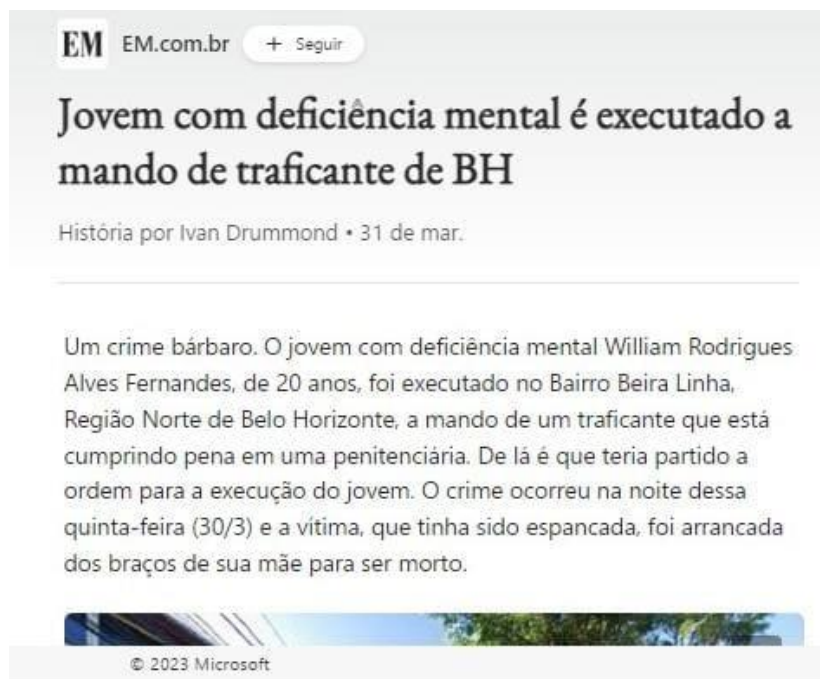 EM EM.com.br + Seguir
Jovem com deficiência mental é executado a
mando de traficante de BH
História por Ivan Drummond • 31 de mar.
Um crime bárbaro. O jovem com deficiência mental William Rodrigues
Alves Fernandes, de 20 anos, foi executado no Bairro Beira Linha,
Região Norte de Belo Horizonte, a mando de um traficante que está
cumprindo pena em uma penitenciária. De lá é que teria partido a
ordem para a execução do jovem. O crime ocorreu na noite dessa
quinta-feira (30/3) e a vítima, que tinha sido espancada, foi arrancada
dos braços de sua mãe para ser morto.
© 2023 Microsoft